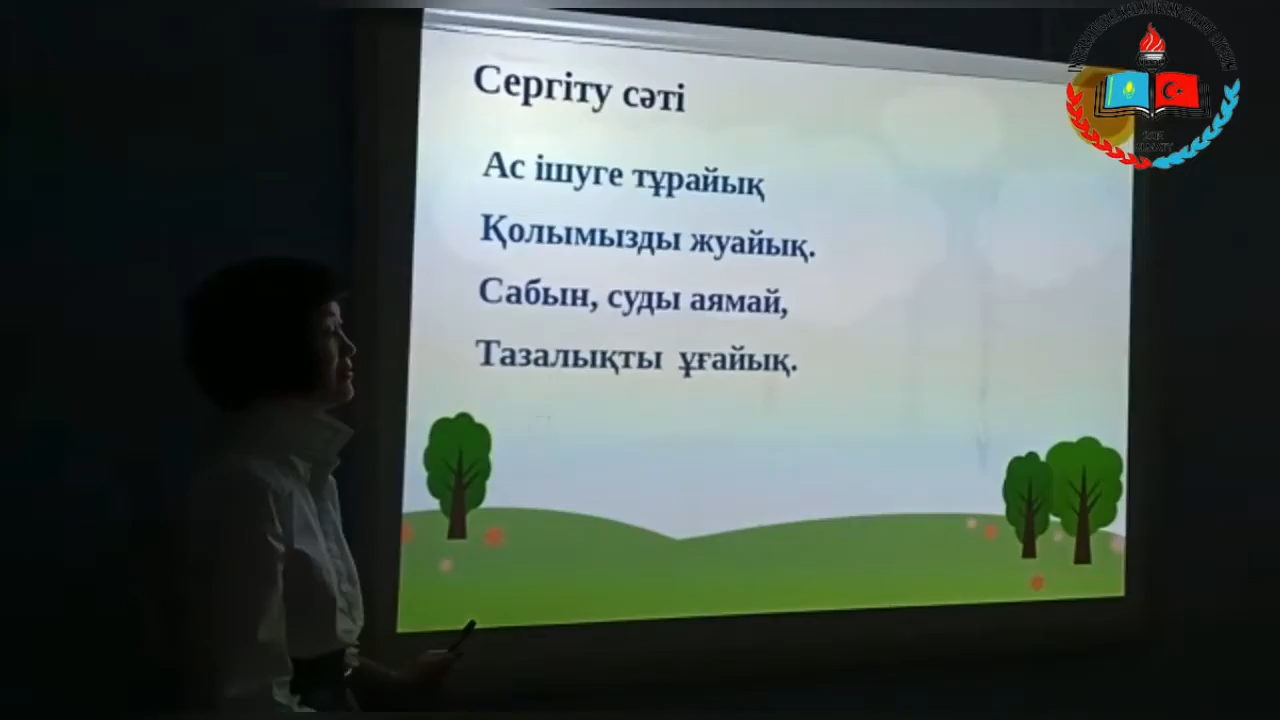 Сергіту сәті
Ас ішуге тұрайық
Қолымызды жуайық.
Сабын, суды аямай,
Тазалықты ұғайық.